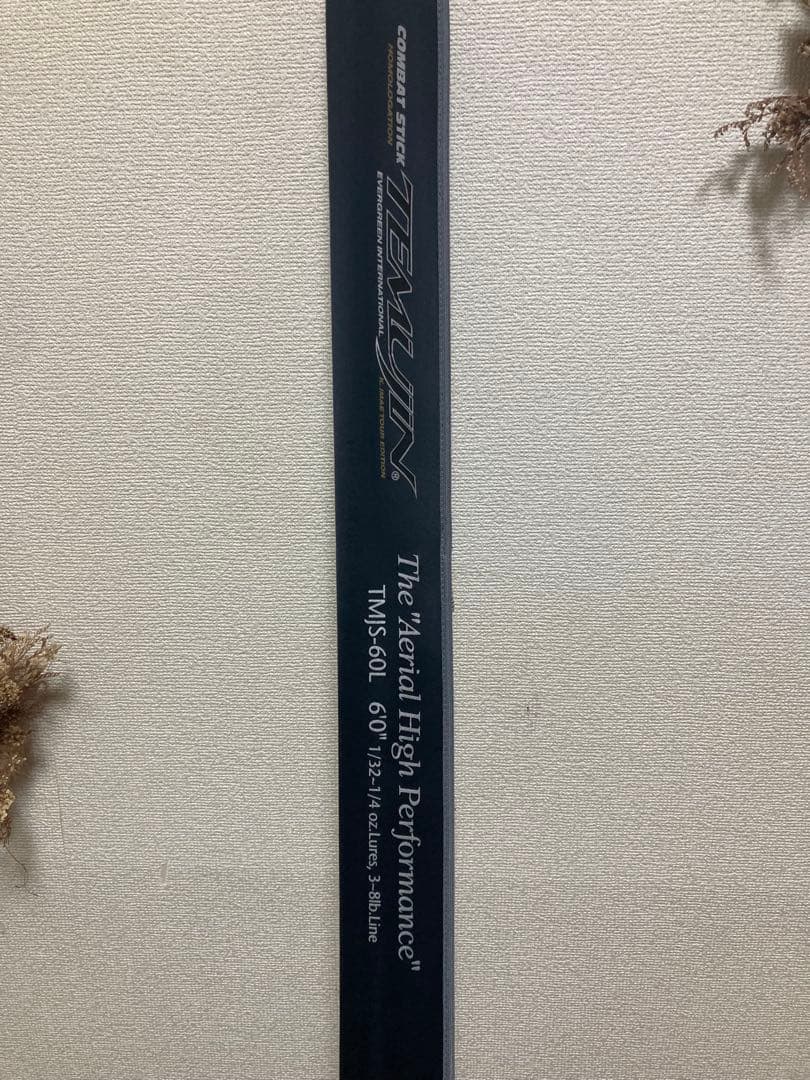 COMBAT STICK
HOMOLOGATION
TEMUJIN®
EVERGREEN INTERNATIONAL
K. IMAE TOUR EDITION
The "Aerial High Performance"
TMJS-60L 6'0" 1/32~1/4 oz.Lures, 3~8lb.Line